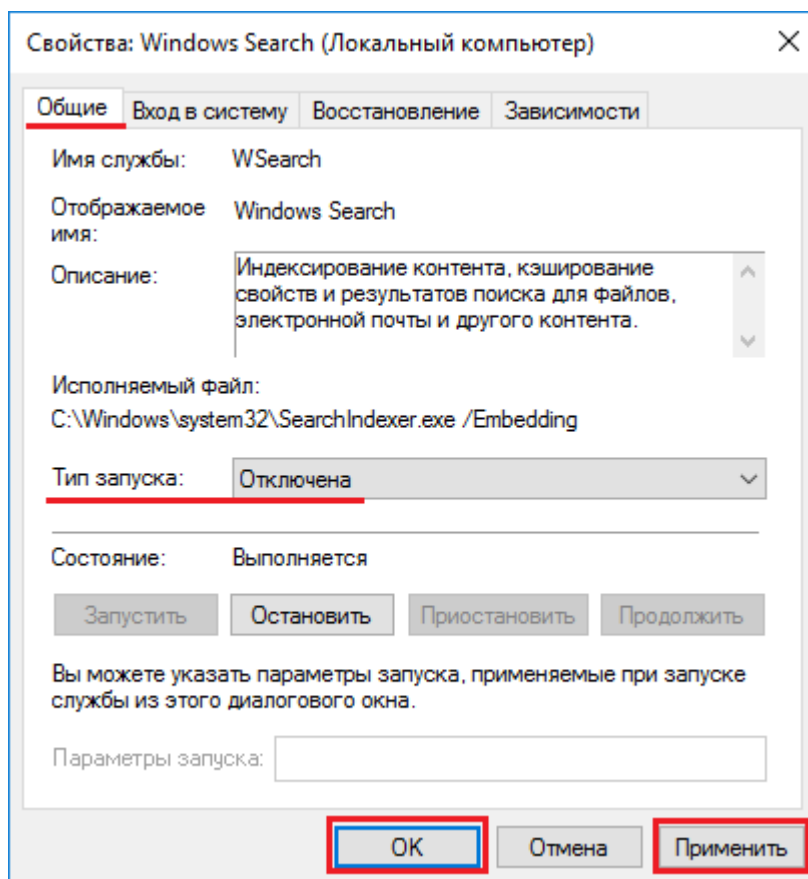 Свойства: Windows Search (Локальный компьютер)
Общие Вход в систему Восстановление Зависимости
Имя службы: WSearch
Отображаемое имя: Windows Search
Описание: Индексирование контента, кэширование
свойств и результатов поиска для файлов,
электронной почты и другого контента.
Исполняемый файл:
C:\Windows\system32\SearchIndexer.exe /Embedding
Тип запуска: Отключена
Состояние: Выполняется
Запустить Остановить Приостановить Продолжить
Вы можете указать параметры запуска, применяемые при запуске
службы из этого диалогового окна.
Параметры запуска:
OK Отмена Применить